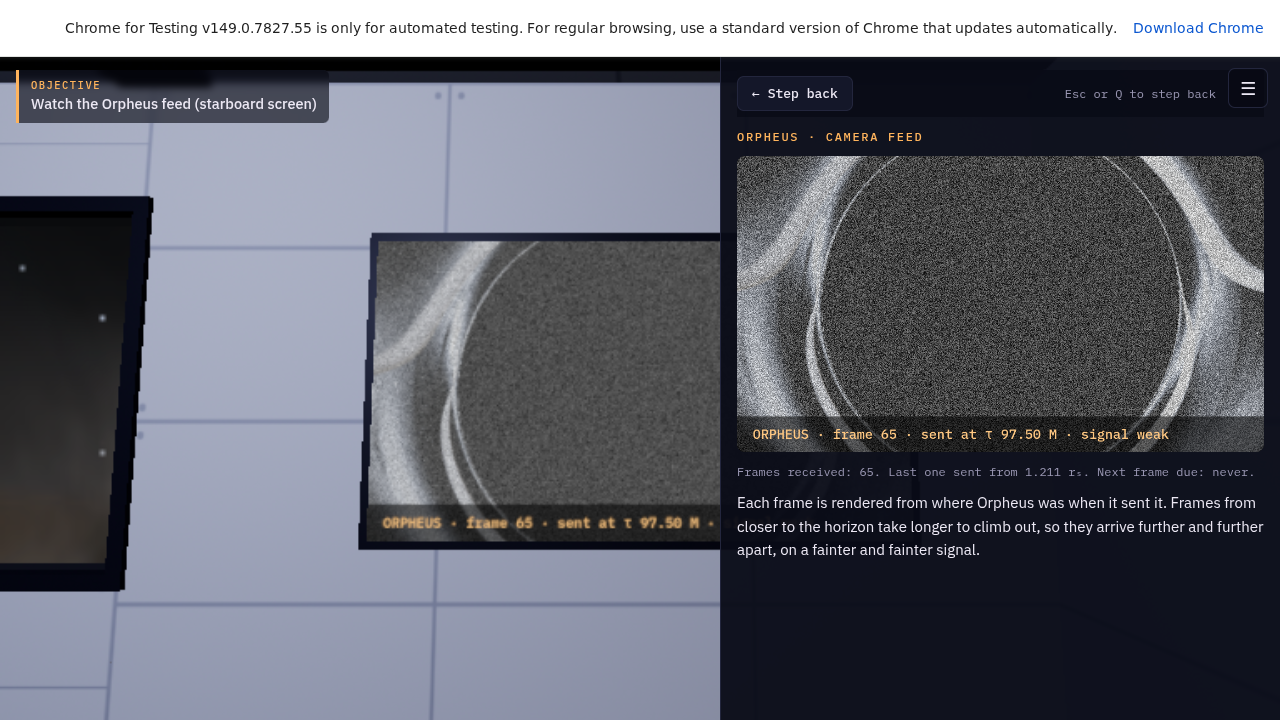 Chrome for Testing v149.0.7827.55 is only for automated testing. For regular browsing, use a standard version of Chrome that updates automatically. Download Chrome
OBJECTIVE
Watch the Orpheus feed (starboard screen)
ORPHEUS · frame 65 · sent at τ 97.50 M ·
← Step back
Esc or Q to step back
ORPHEUS · CAMERA FEED
ORPHEUS · frame 65 · sent at τ 97.50 M · signal weak
Frames received: 65. Last one sent from 1.211 rₛ. Next frame due: never.
Each frame is rendered from where Orpheus was when it sent it. Frames from
closer to the horizon take longer to climb out, so they arrive further and further
apart, on a fainter and fainter signal.